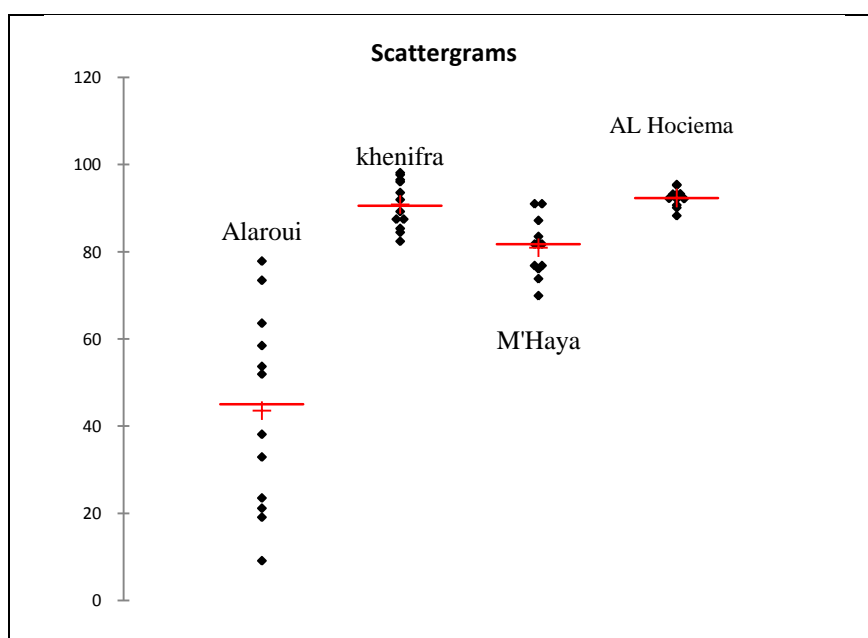 Scattergrams
120
100
80
60
40
20
0
Alaroui
khenifra
M'Haya
AL Hociema